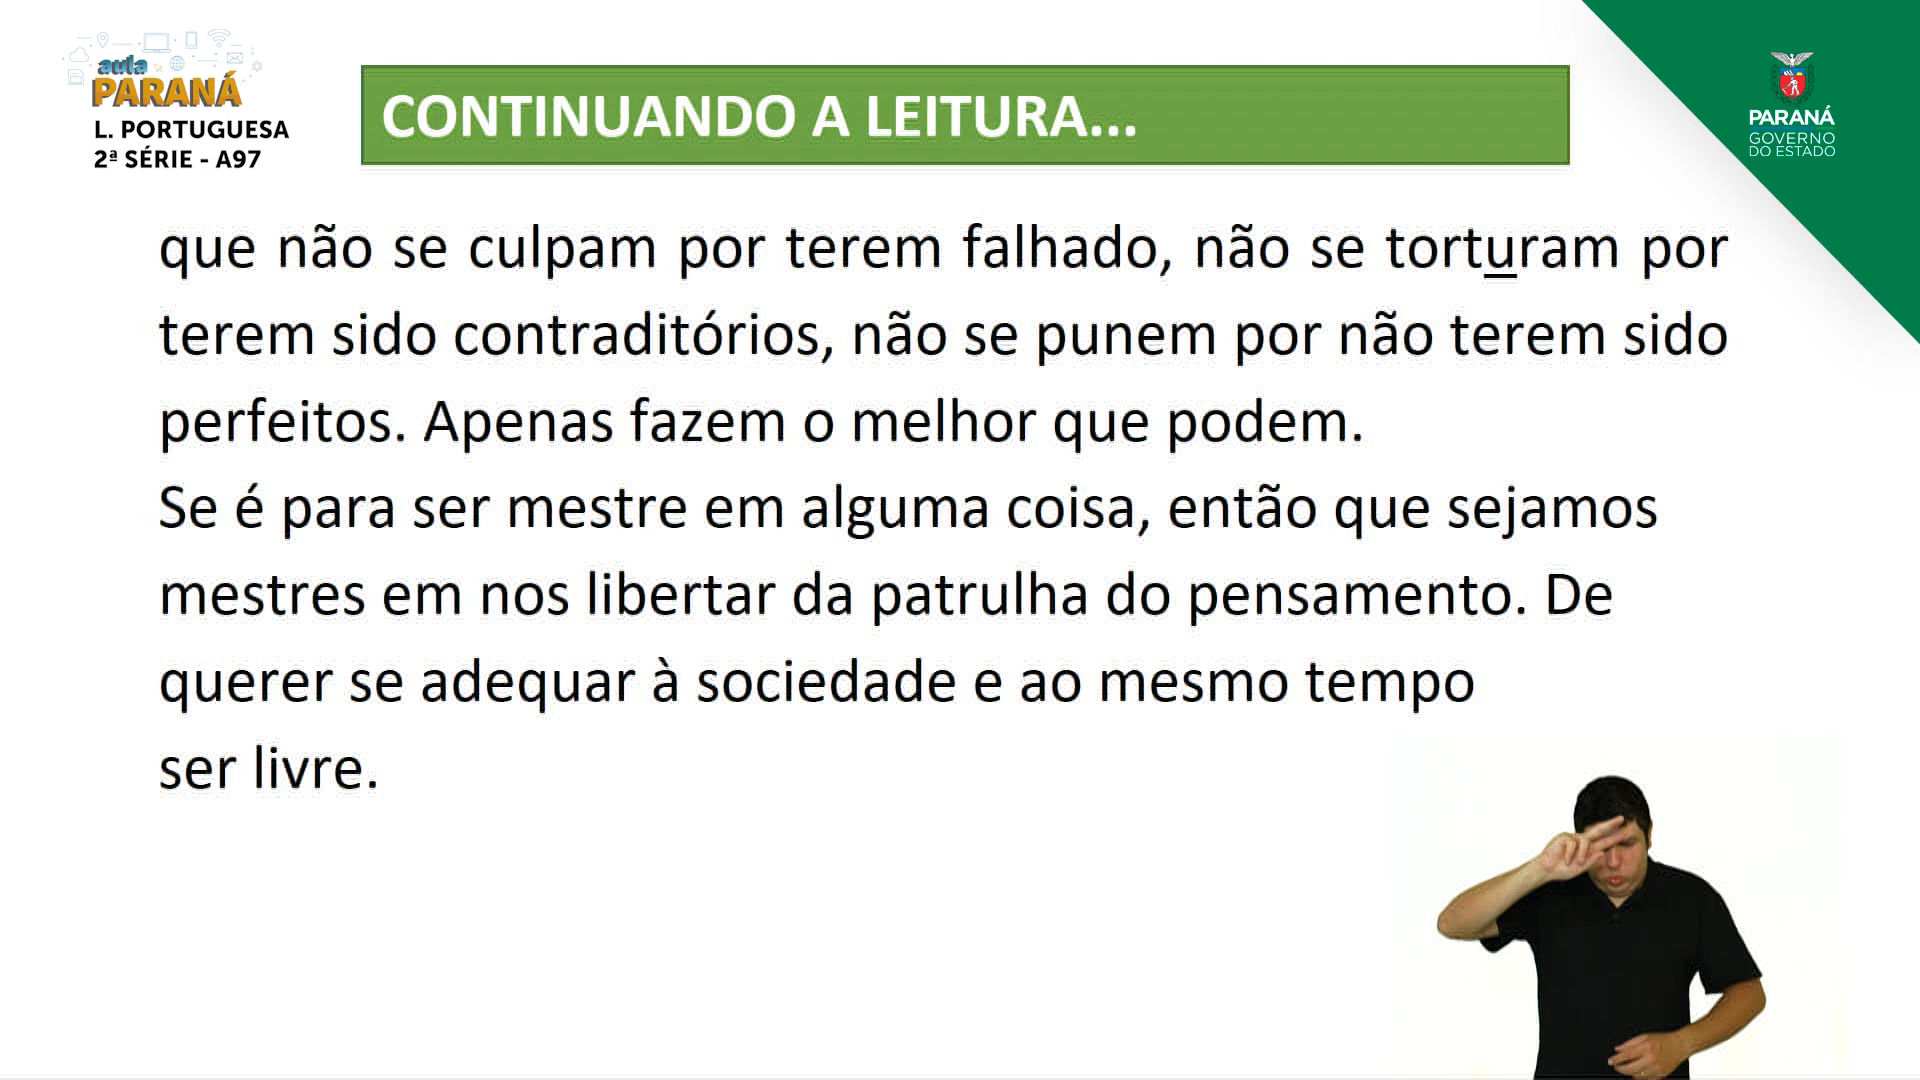 aula
PARANÁ
L. PORTUGUESA
2ª SÉRIE - A97
CONTINUANDO A LEITURA...
PARANÁ
GOVERNO
DO ESTADO
que não se culpam por terem falhado, não se torturam por
terem sido contraditórios, não se punem por não terem sido
perfeitos. Apenas fazem o melhor que podem.
Se é para ser mestre em alguma coisa, então que sejamos
mestres em nos libertar da patrulha do pensamento. De
querer se adequar à sociedade e ao mesmo tempo
ser livre.